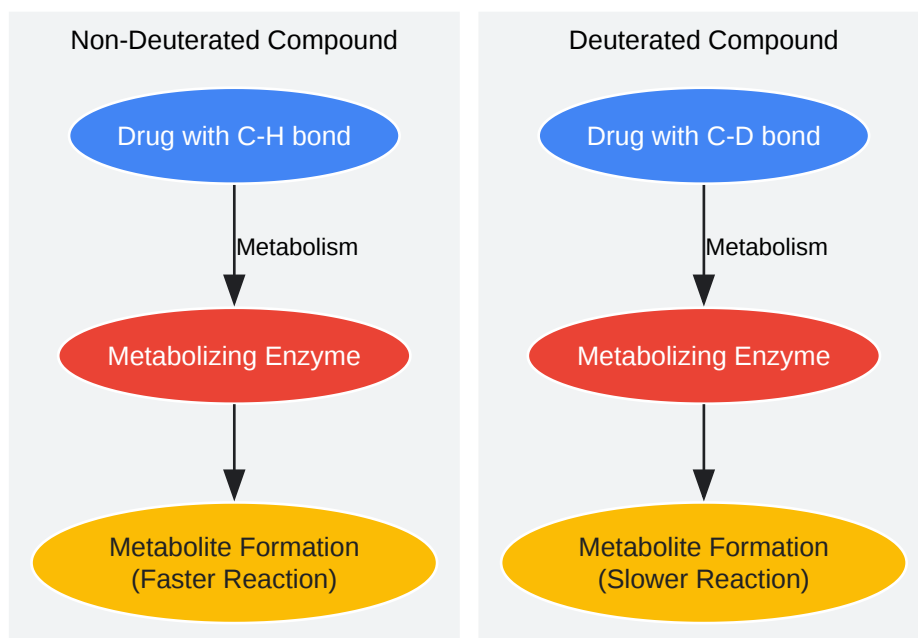 Non-Deuterated Compound
Drug with C-H bond
Metabolism
Metabolizing Enzyme
Metabolite Formation
(Faster Reaction)
Deuterated Compound
Drug with C-D bond
Metabolism
Metabolizing Enzyme
Metabolite Formation
(Slower Reaction)